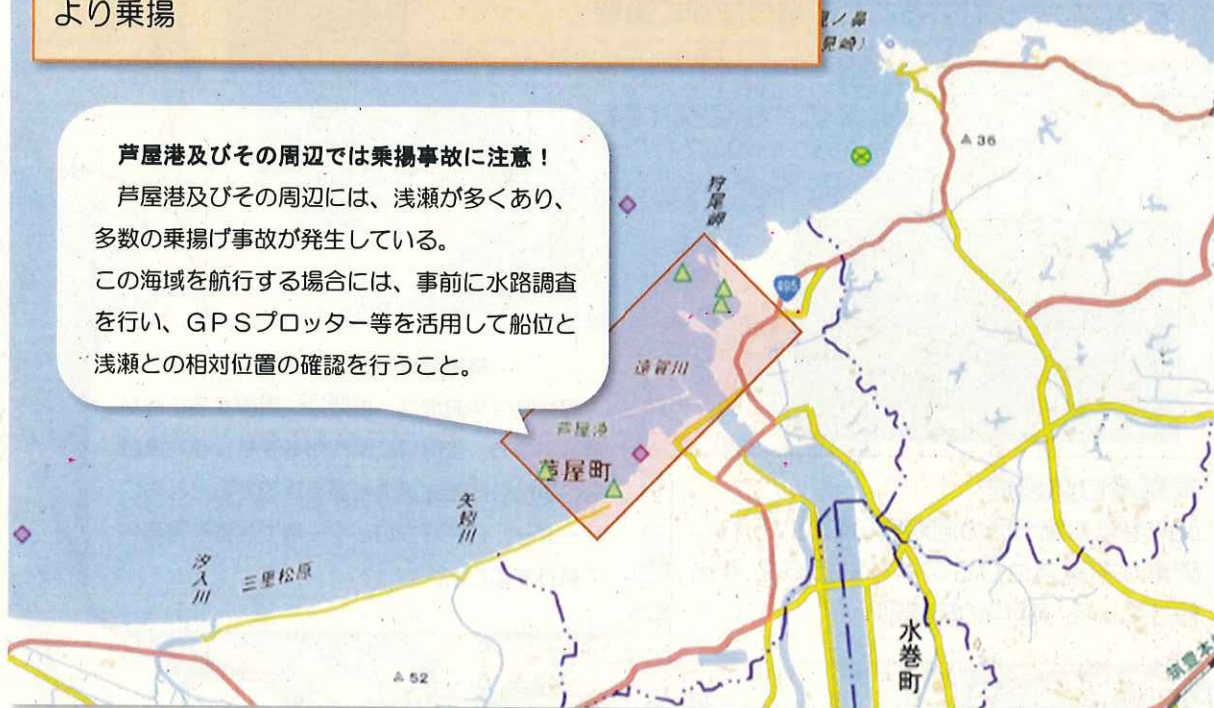 より乗揚
見崎)
芦屋港及びその周辺では乗揚事故に注意!
芦屋港及びその周辺には、浅瀬が多くあり、
多数の乗揚げ事故が発生している。
この海域を航行する場合には、事前に水路調査
を行い、GPSプロッター等を活用して船位と
浅瀬との相対位置の確認を行うこと。
36
狩尾岬
495
遠賀川
芦屋港
芦屋町
矢矧川
汐入川
三里松原
52
水巻町
筑豊本